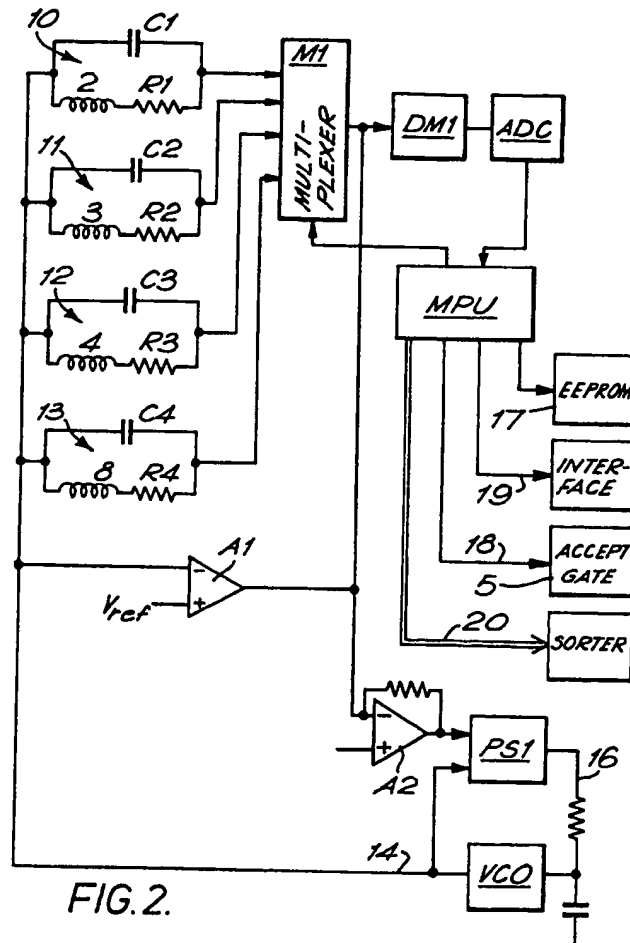 10
C1
2
R1
11
C2
3
R2
12
C3
4
R3
13
C4
8
R4
M1
MULTI-
PLEXER
DM1
ADC
MPU
EEPROM
17
INTER-
FACE
19
18
ACCEPT
GATE
5
20
SORTER
A1
Vref
A2
PS1
16
14
VCO
FIG. 2.
-
+
-
+